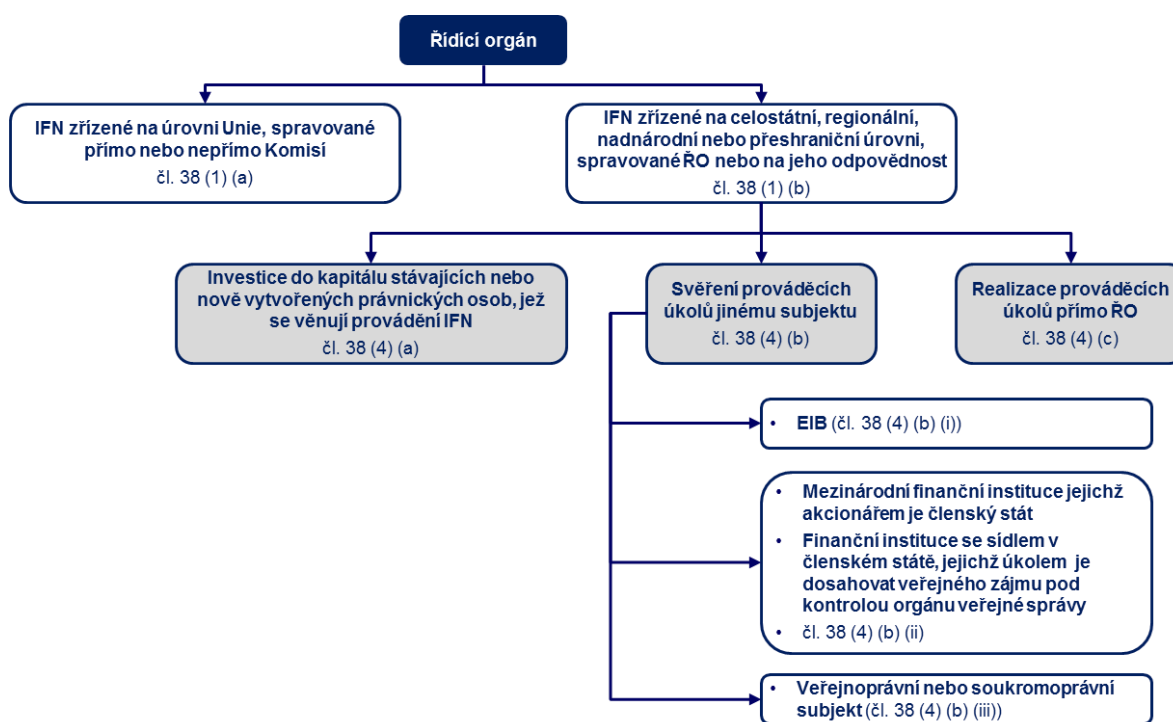 Řídící orgán
IFN zřízené na úrovni Unie, spravované
přímo nebo nepřímo Komisí
čl. 38 (1) (a)
IFN zřízené na celostátní, regionální,
nadnárodní nebo přeshraniční úrovni,
spravované ŘO nebo na jeho odpovědnost
čl. 38 (1) (b)
Investice do kapitálu stávajících nebo
nově vytvořených právnických osob, jež
se věnují provádění IFN
čl. 38 (4) (a)
Svěření prováděcích
úkolů jinému subjektu
čl. 38 (4) (b)
Realizace prováděcích
úkolů přímo ŘO
čl. 38 (4) (c)
• EIB (čl. 38 (4) (b) (i))
• Mezinárodní finanční instituce jejichž
akcionářem je členský stát
• Finanční instituce se sídlem v
členském státě, jejichž úkolem je
dosahovat veřejného zájmu pod
kontrolou orgánu veřejné správy
• čl. 38 (4) (b) (ii)
• Veřejnoprávní nebo soukromoprávní
subjekt (čl. 38 (4) (b) (iii))